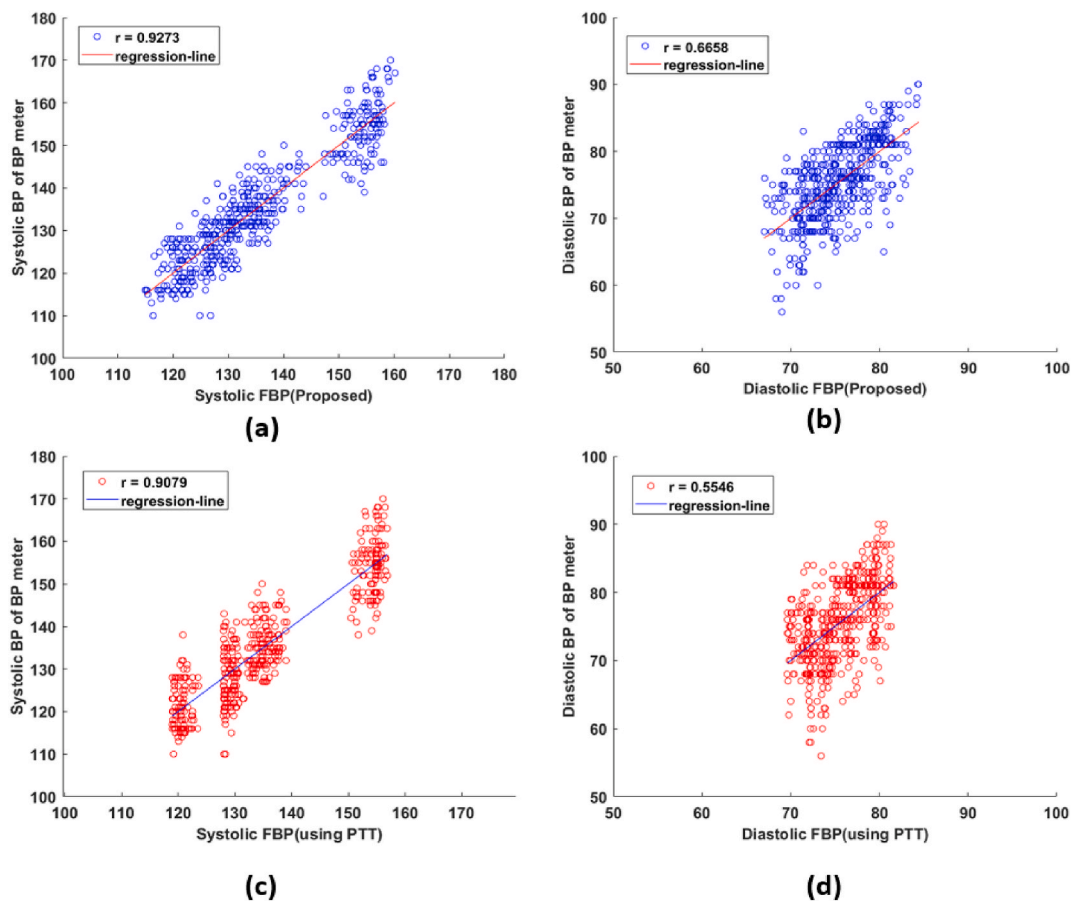 180
170
160
150
140
130
120
110
100
Systolic BP of BP meter
r = 0.9273
regression-line
100 110 120 130 140 150 160 170 180
Systolic FBP(Proposed)
(a)
100
90
80
70
60
50
Diastolic BP of BP meter
r = 0.6658
regression-line
50 60 70 80 90 100
Diastolic FBP(Proposed)
(b)
180
170
160
150
140
130
120
110
100
Systolic BP of BP meter
r = 0.9079
regression-line
100 110 120 130 140 150 160 170
Systolic FBP(using PTT)
(c)
100
90
80
70
60
50
Diastolic BP of BP meter
r = 0.5546
regression-line
50 60 70 80 90 100
Diastolic FBP(using PTT)
(d)